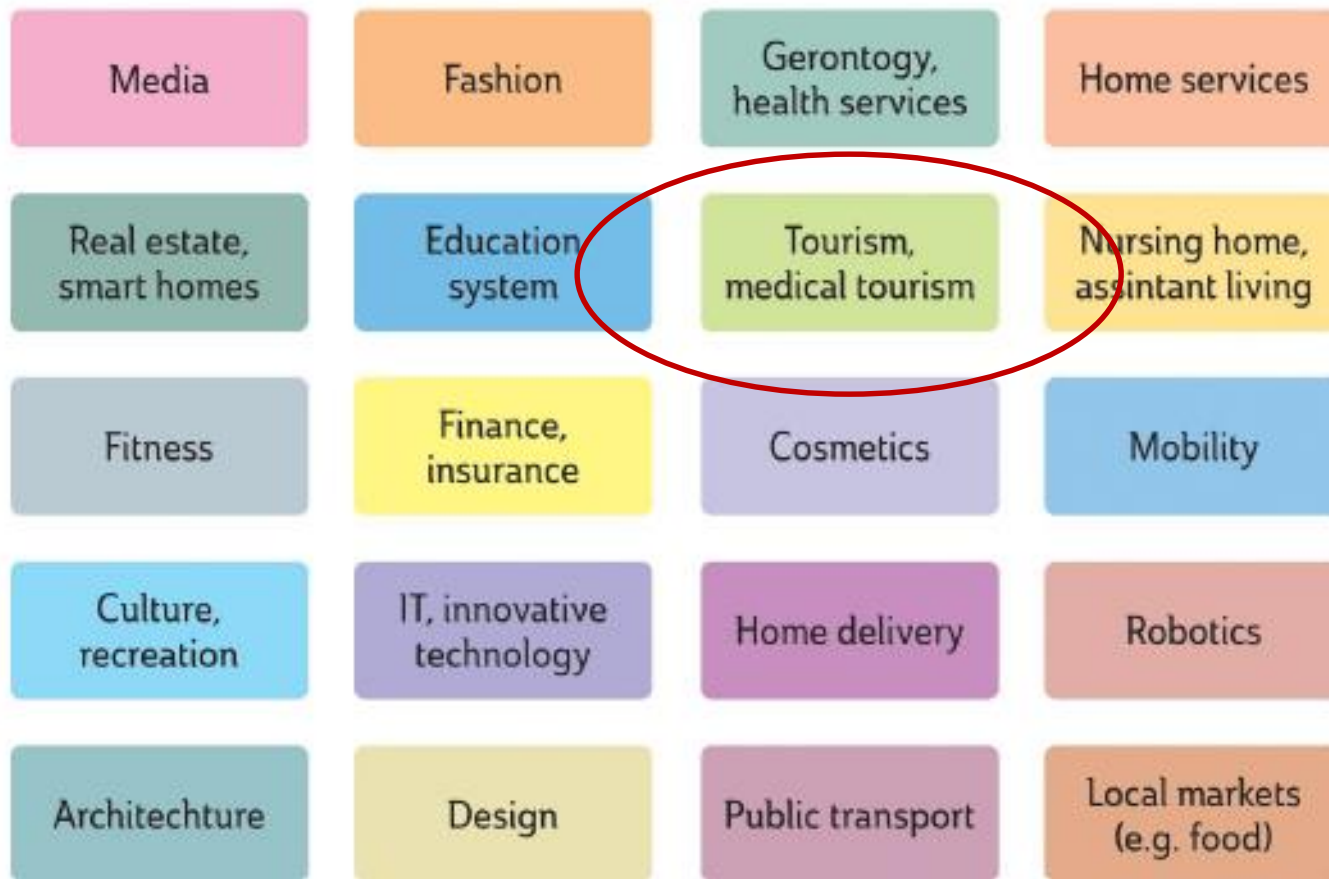 Media
Fashion
Gerontogy,
health services
Home services
Real estate,
smart homes
Education
system
Tourism,
medical tourism
Nursing home,
assintant living
Fitness
Finance,
insurance
Cosmetics
Mobility
Culture,
recreation
IT, innovative
technology
Home delivery
Robotics
Architechture
Design
Public transport
Local markets
(e.g. food)